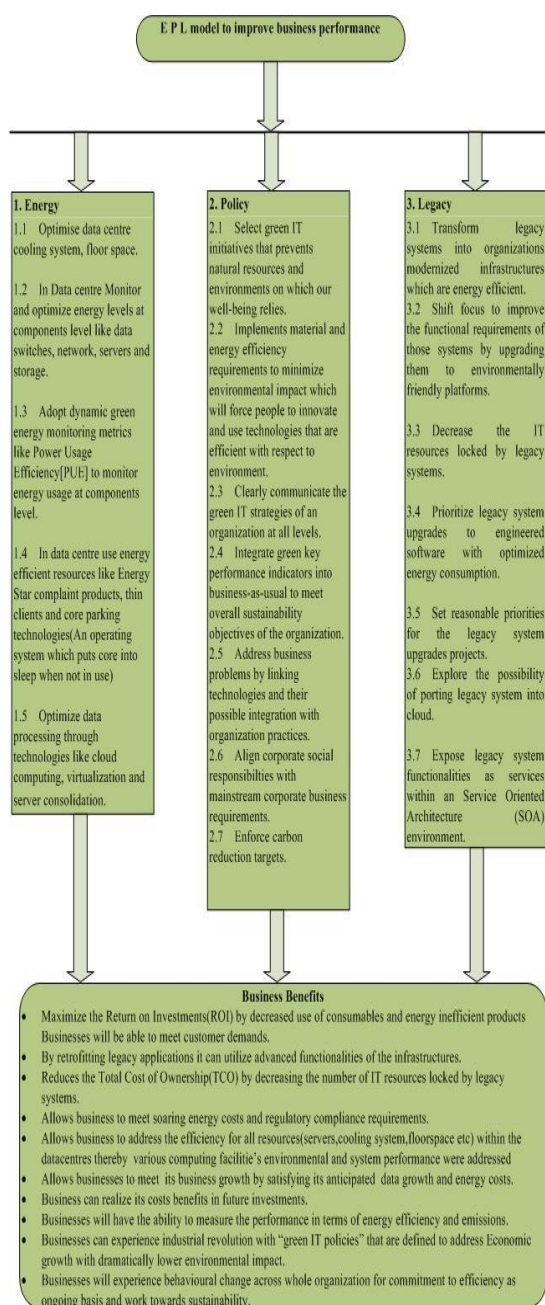 E P L model to improve business performance
1. Energy
1.1 Optimise data centre
cooling system, floor space.
1.2 In Data centre Monitor
and optimize energy levels at
components level like data
switches, network, servers and
storage.
1.3 Adopt dynamic green
energy monitoring metrics
like Power Usage
Efficiency[PUE] to monitor
energy usage at components
level.
1.4 In data centre use energy
efficient resources like Energy
Star complaint products, thin
clients and core parking
technologies(An operating
system which puts core into
sleep when not in use)
1.5 Optimize data
processing through
technologies like cloud
computing, virtualization and
server consolidation.
2. Policy
2.1 Select green IT
initiatives that prevents
natural resources and
environments on which our
well-being relies.
2.2 Implements material and
energy efficiency
requirements to minimize
environmental impact which
will force people to innovate
and use technologies that are
efficient with respect to
environment.
2.3 Clearly communicate the
green IT strategies of an
organization at all levels.
2.4 Integrate green key
performance indicators into
business-as-usual to meet
overall sustainability
objectives of the organization.
2.5 Address business
problems by linking
technologies and their
possible integration with
organization practices.
2.6 Align corporate social
responsibilties with
mainstream corporate business
requirements.
2.7 Enforce carbon
reduction targets.
3. Legacy
3.1 Transform legacy
systems into organizations
modernized infrastructures
which are energy efficient.
3.2 Shift focus to improve
the functional requirements of
those systems by upgrading
them to environmentally
friendly platforms.
3.3 Decrease the IT
resources locked by legacy
systems.
3.4 Prioritize legacy system
upgrades to engineered
software with optimized
energy consumption.
3.5 Set reasonable priorities
for the legacy system
upgrades projects.
3.6 Explore the possibility
of porting legacy system into
cloud.
3.7 Expose legacy system
functionalities as services
within an Service Oriented
Architecture (SOA)
environment.
Business Benefits
• Maximize the Return on Investments(ROI) by decreased use of consumables and energy inefficient products
Businesses will be able to meet customer demands.
• By retrofitting legacy applications it can utilize advanced functionalities of the infrastructures.
• Reduces the Total Cost of Ownership(TCO) by decreasing the number of IT resources locked by legacy
systems.
• Allows business to meet soaring energy costs and regulatory compliance requirements.
• Allows business to address the efficiency for all resources(servers,cooling system,floorspace etc) within the
datacentres thereby various computing facilitie's environmental and system performance were addressed
• Allows businesses to meet its business growth by satisfying its anticipated data growth and energy costs.
• Business can realize its costs benefits in future investments.
• Businesses will have the ability to measure the performance in terms of energy efficiency and emissions.
• Businesses can experience industrial revolution with “green IT policies” that are defined to address Economic
growth with dramatically lower environmental impact.
• Businesses will experience behavioural change across whole organization for commitment to efficiency as
ongoing basis and work towards sustainability.